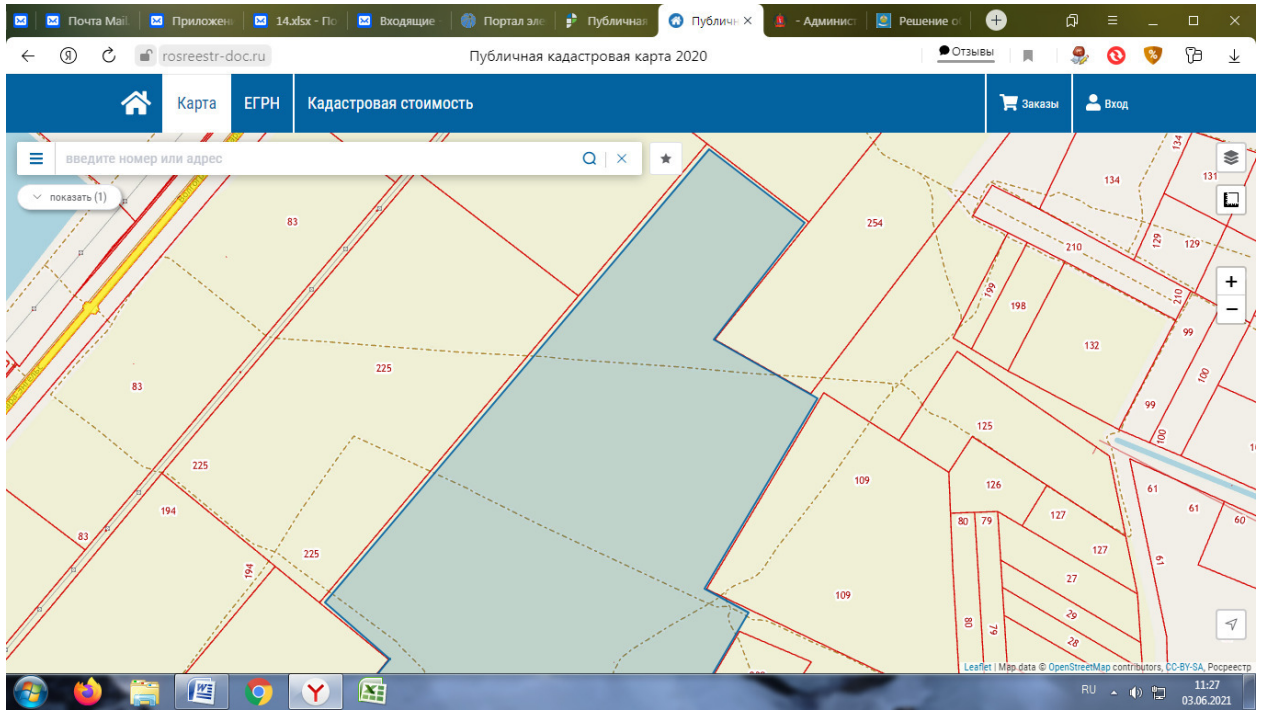 Почта Mail.
Приложен
14.xlsx - По
Входящие -
Портал эле
Публичная
Публичн
- Админист
Решение о
rosreestr-doc.ru
Публичная кадастровая карта 2020
Отзывы
Карта
ЕГРН
Кадастровая стоимость
Заказы
Вход
введите номер или адрес
показать (1)
134
134
131
83
254
129
129
210
199
198
210
99
132
225
83
100
99
125
100
225
109
126
61
61
194
80 79
127
60
83
225
127
61
194
27
109
29
80
79
28
Leaflet | Map data © OpenStreetMap contributors, CC-BY-SA, Росреестр
RU
11:27
03.06.2021